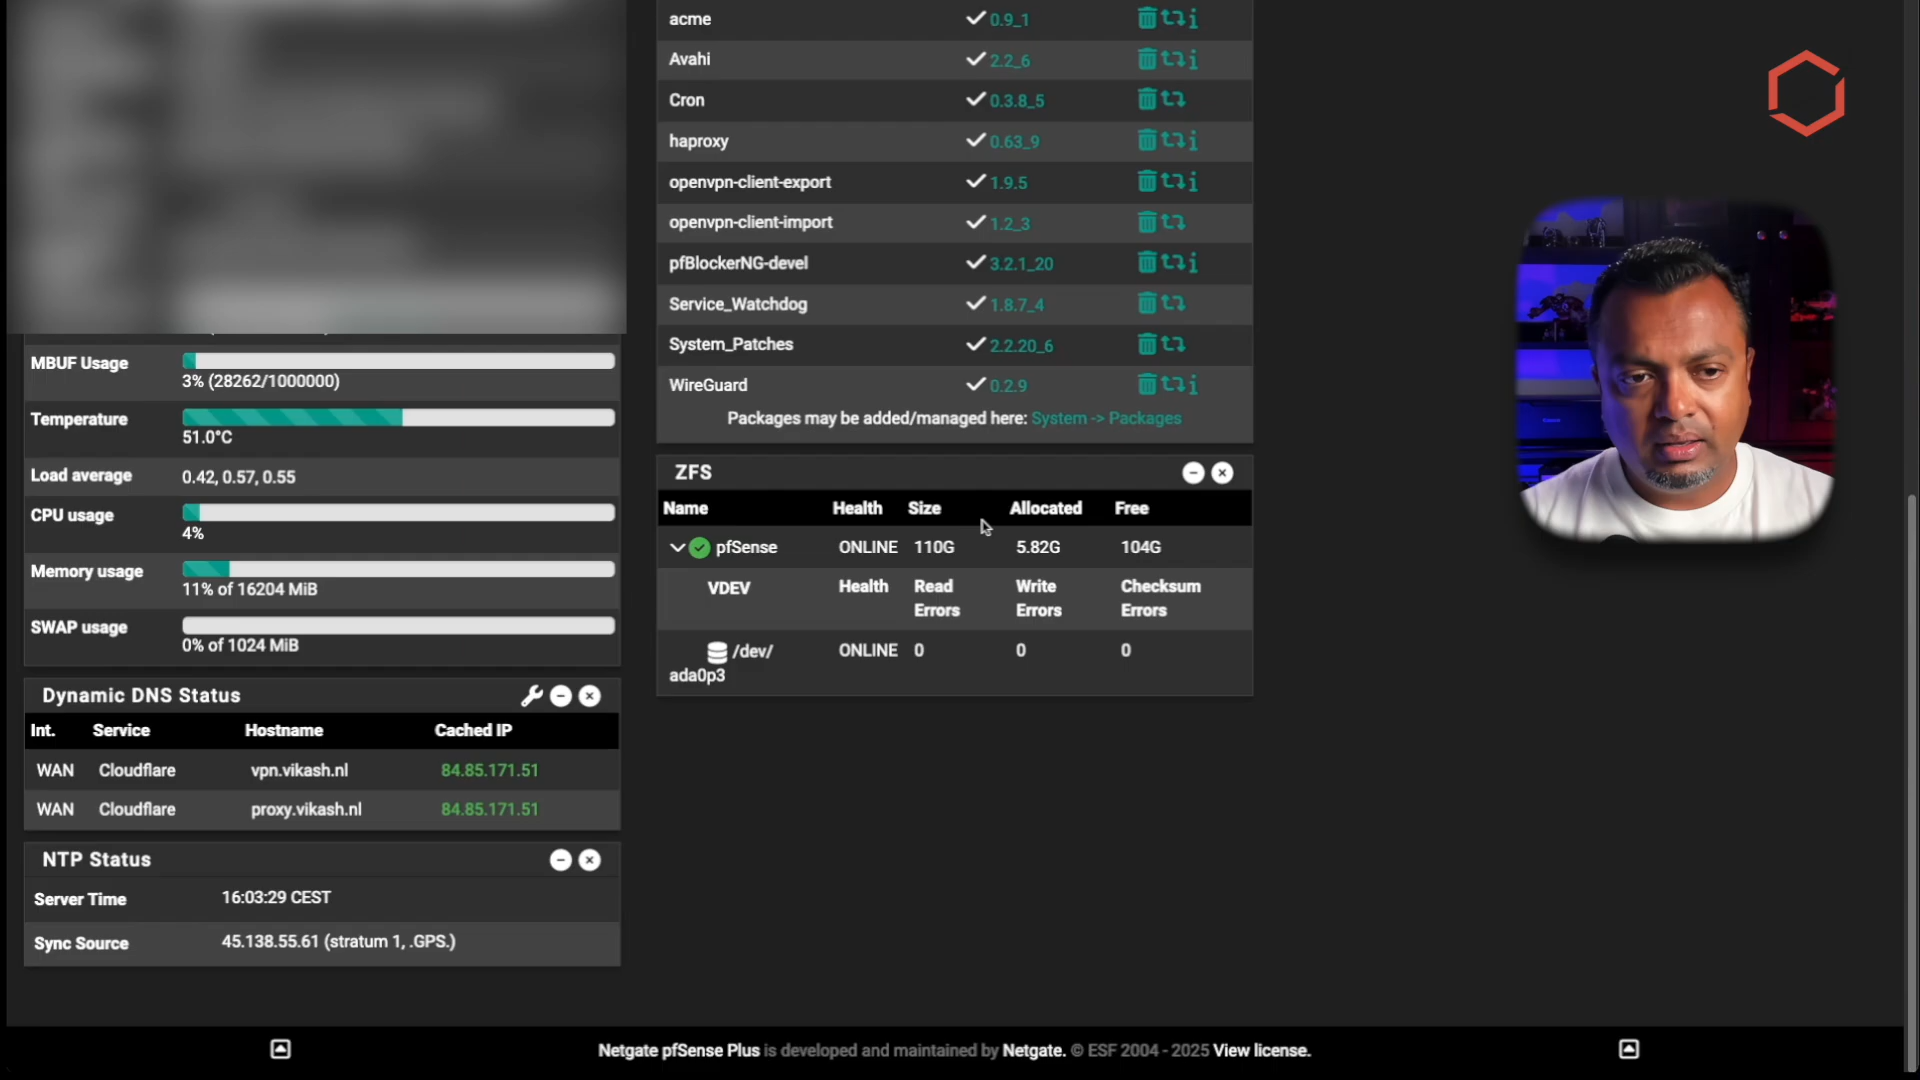 MBUF Usage
3% (28262/1000000)
Temperature
51.0°C
Load average 0.42, 0.57, 0.55
CPU usage
4%
Memory usage
11% of 16204 MiB
SWAP usage
0% of 1024 MiB
Dynamic DNS Status
Int. Service Hostname Cached IP
WAN Cloudflare vpn.vikash.nl 84.85.171.51
WAN Cloudflare proxy.vikash.nl 84.85.171.51
NTP Status
Server Time 16:03:29 CEST
Sync Source 45.138.55.61 (stratum 1, .GPS.)
acme 0.9_1
Avahi 2.2_6
Cron 0.3.8_5
haproxy 0.63_9
openvpn-client-export 1.9.5
openvpn-client-import 1.2_3
pfBlockerNG-devel 3.2.1_20
Service_Watchdog 1.8.7_4
System_Patches 2.2.20_6
WireGuard 0.2.9
Packages may be added/managed here: System -> Packages
ZFS
Name Health Size Allocated Free
pfSense ONLINE 110G 5.82G 104G
VDEV Health Read Errors Write Errors Checksum Errors
/dev/ ONLINE 0 0 0
ada0p3
Netgate pfSense Plus is developed and maintained by Netgate. © ESF 2004 - 2025 View license.